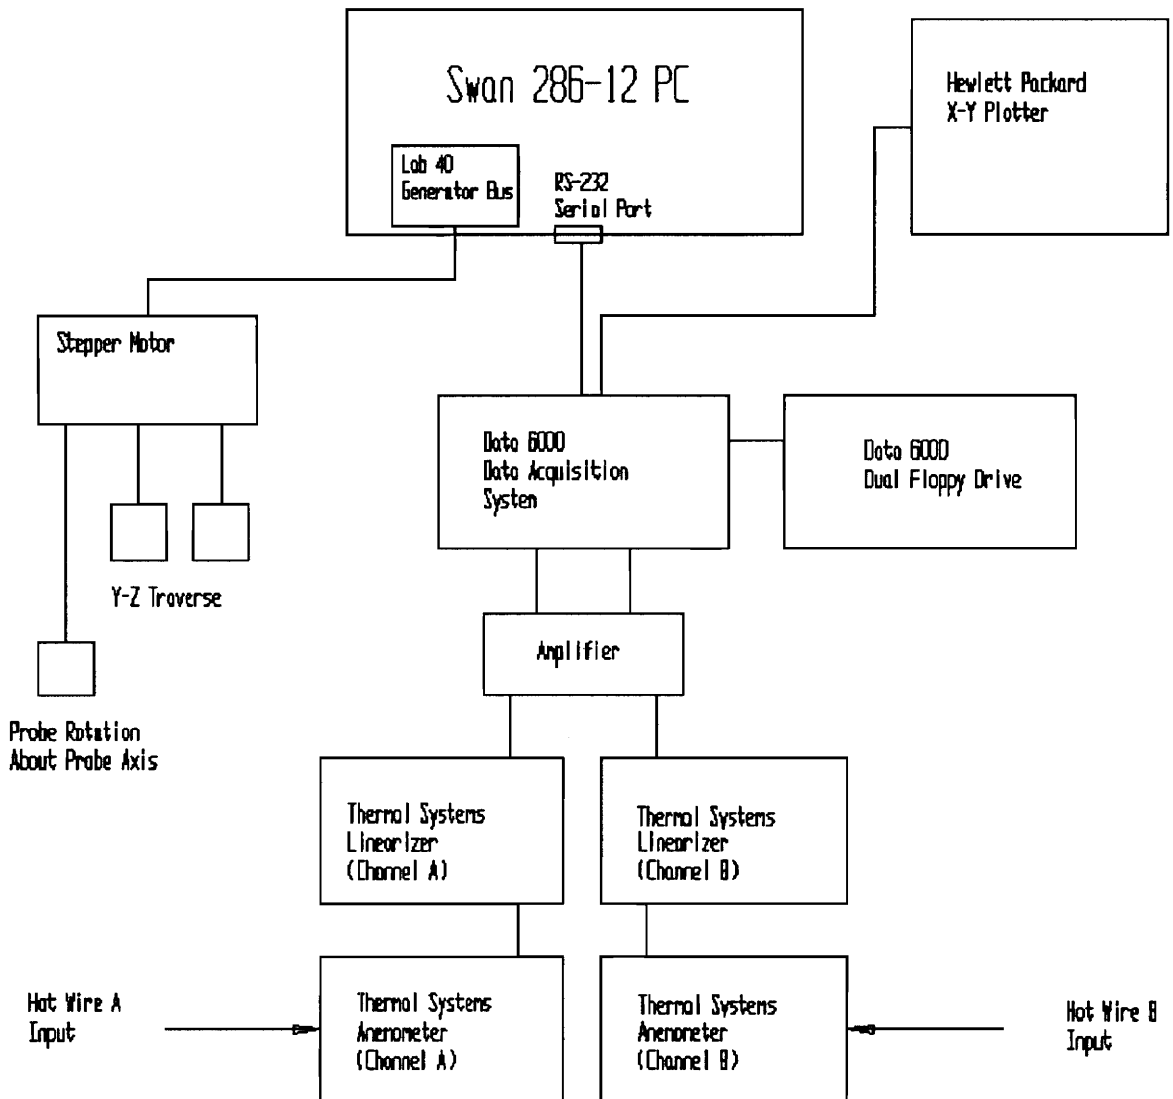 Swan 286-12 PC
Lab 40
Generator Bus
RS-232
Serial Port
Hewlett Packard
X-Y Plotter
Stepper Motor
Data 6000
Data Acquisition
System
Data 6000
Dual Floppy Drive
Y-Z Traverse
Amplifier
Probe Rotation
About Probe Axis
Thermal Systems
Linearizer
(Channel A)
Thermal Systems
Linearizer
(Channel B)
Hot Wire A
Input
Thermal Systems
Anemometer
(Channel A)
Thermal Systems
Anemometer
(Channel B)
Hot Wire B
Input